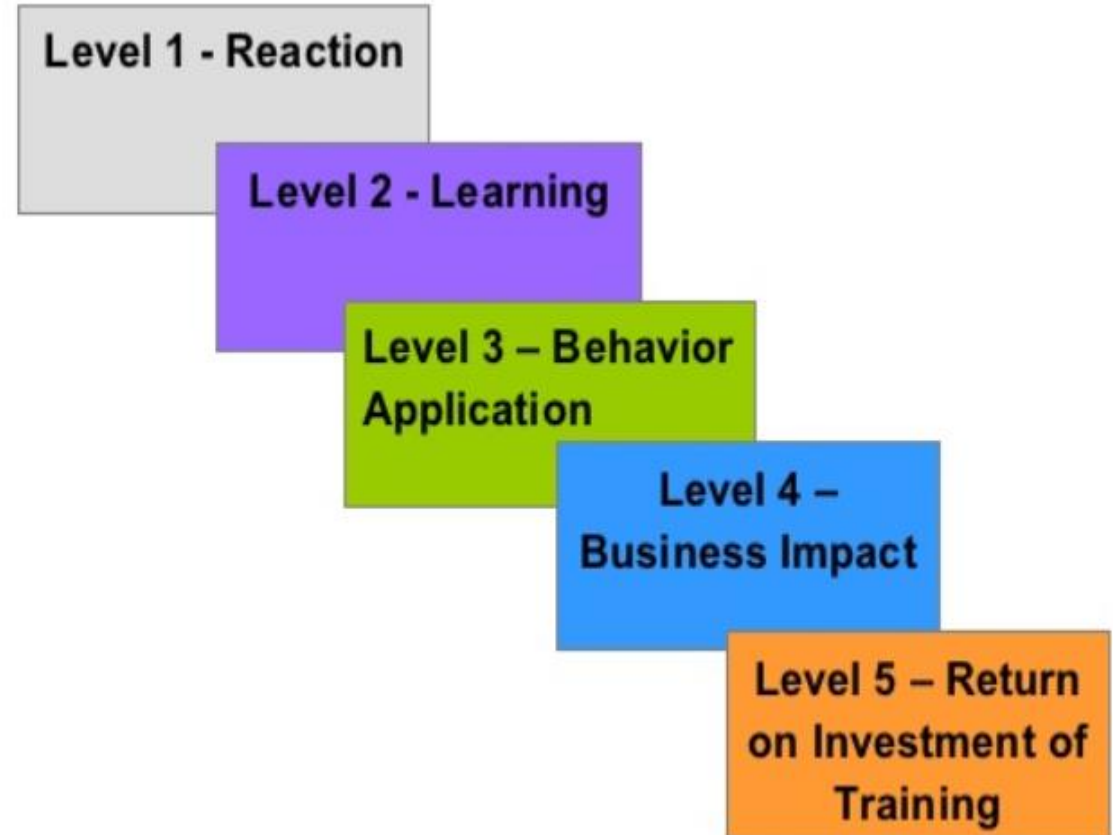 Level 1 - Reaction
Level 2 - Learning
Level 3 – Behavior
Application
Level 4 –
Business Impact
Level 5 – Return
on Investment of
Training